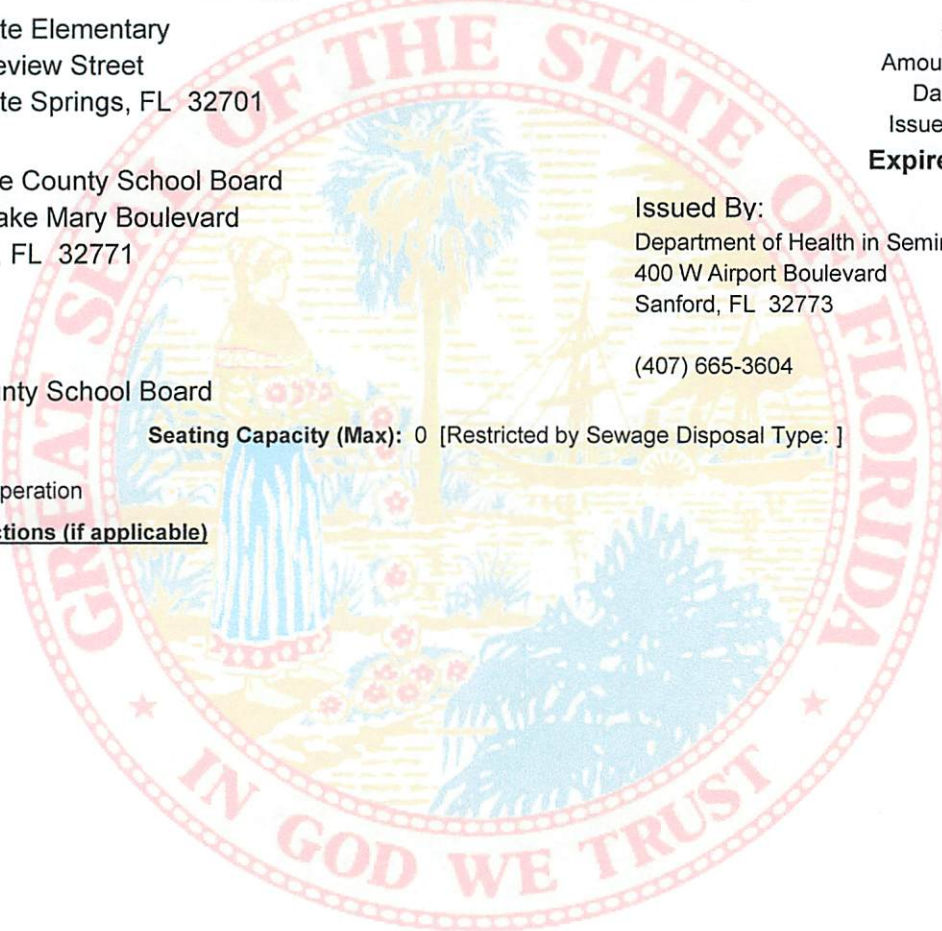 te Elementary
eview Street
te Springs, FL 32701
Amou
Da
Issue
Expire
e County School Board
ake Mary Boulevard
, FL 32771
Issued By:
Department of Health in Semin
400 W Airport Boulevard
Sanford, FL 32773
(407) 665-3604
nty School Board
Seating Capacity (Max): 0 [Restricted by Sewage Disposal Type: ]
peration
ctions (if applicable)
GREAT SEAL OF THE STATE OF FLORIDA
IN GOD WE TRUST